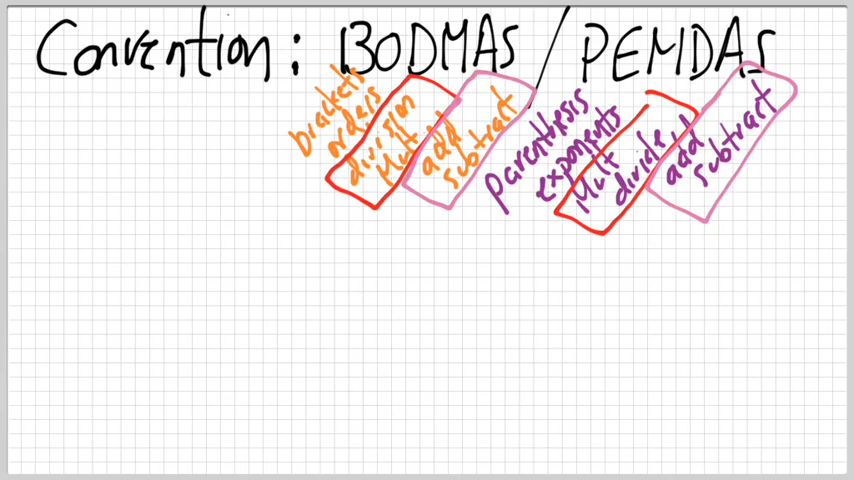 Convention: BODMAS / PEMDAS
brackets
orders
division
Mult
add
subtract
parenthesis
exponents
Mult
divide
add
subtract